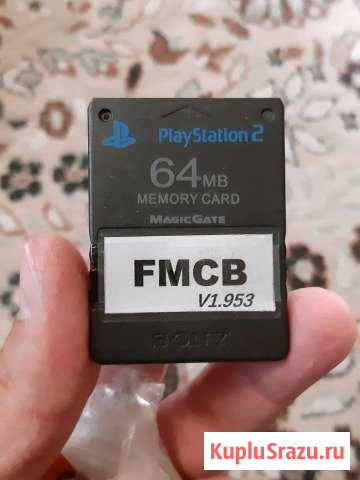 PlayStation 2
64MB
MEMORY CARD
MAGICGATE
FMCB
V1.953
SONY
KupluSrazu.ru